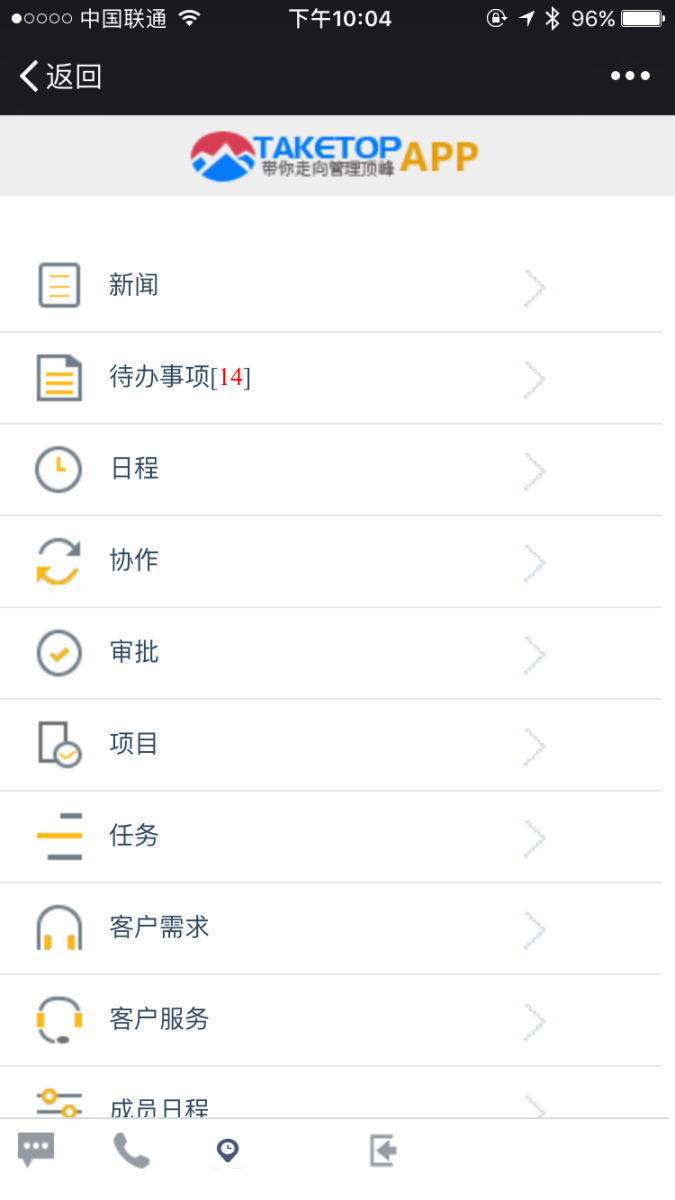 中国联通 下午10:04 96%
返回
TAKETOP APP
带你走向管理顶峰
新闻
待办事项[14]
日程
协作
审批
项目
任务
客户需求
客户服务
成员日程